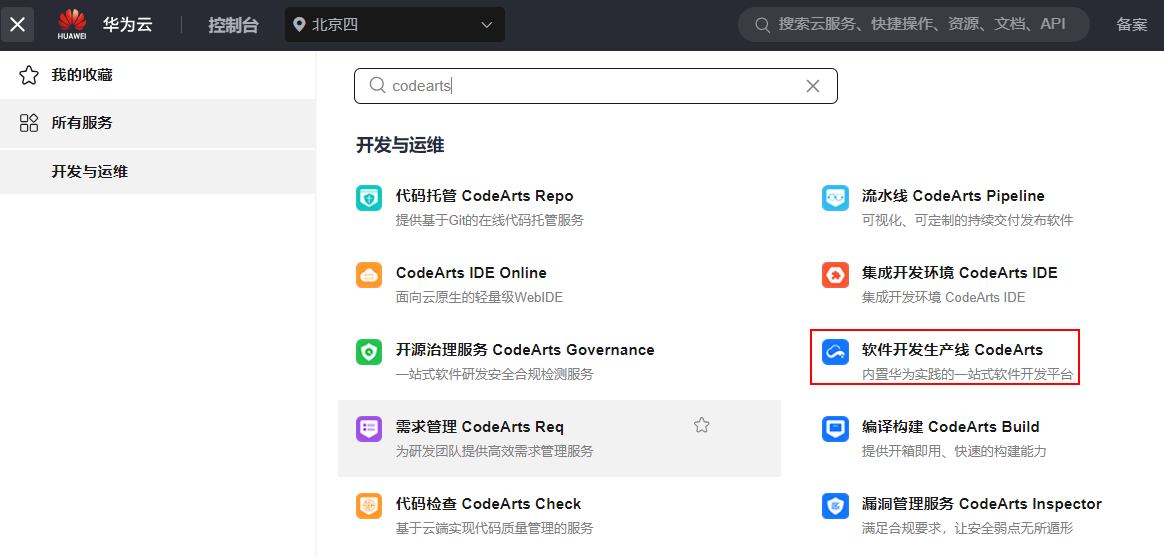 HUAWEI
华为云
控制台
北京四
搜索云服务、快捷操作、资源、文档、API
备案
我的收藏
所有服务
开发与运维
codearts
开发与运维
代码托管 CodeArts Repo
提供基于Git的在线代码托管服务
流水线 CodeArts Pipeline
可视化、可定制的持续交付发布软件
CodeArts IDE Online
面向云原生的轻量级WebIDE
集成开发环境 CodeArts IDE
集成开发环境 CodeArts IDE
开源治理服务 CodeArts Governance
一站式软件研发安全合规检测服务
软件开发生产线 CodeArts
内置华为实践的一站式软件开发平台
需求管理 CodeArts Req
为研发团队提供高效需求管理服务
编译构建 CodeArts Build
提供开箱即用、快速的构建能力
代码检查 CodeArts Check
基于云端实现代码质量管理的服务
漏洞管理服务 CodeArts Inspector
满足合规要求，让安全弱点无所遁形